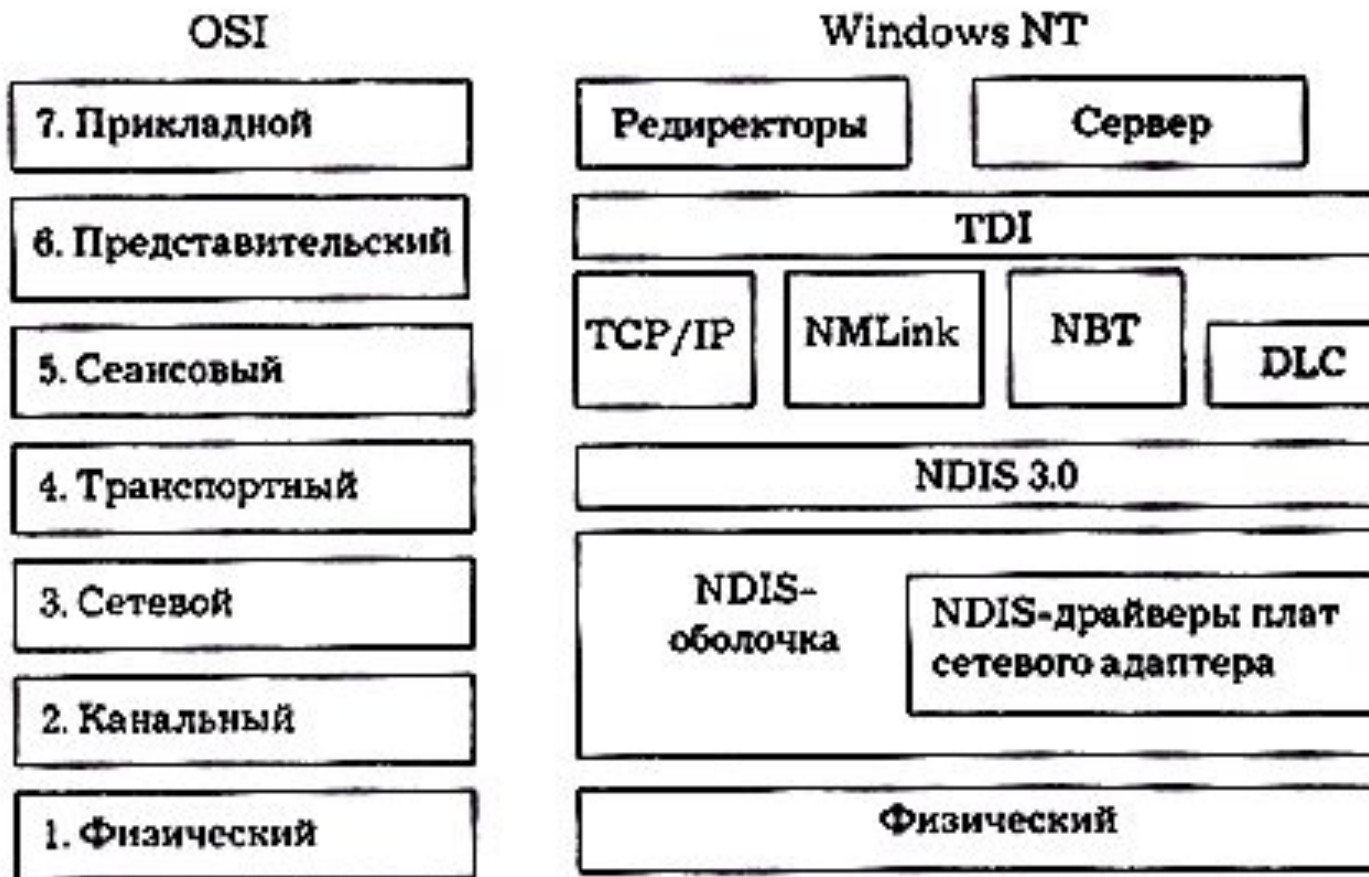 OSI
7. Прикладной
6. Представительский
5. Сеансовый
4. Транспортный
3. Сетевой
2. Канальный
1. Физический
Windows NT
Редиректоры
Сервер
TDI
TCP/IP
NMLink
NBT
DLC
NDIS 3.0
NDIS-
оболочка
NDIS-драйверы плат
сетевого адаптера
Физический